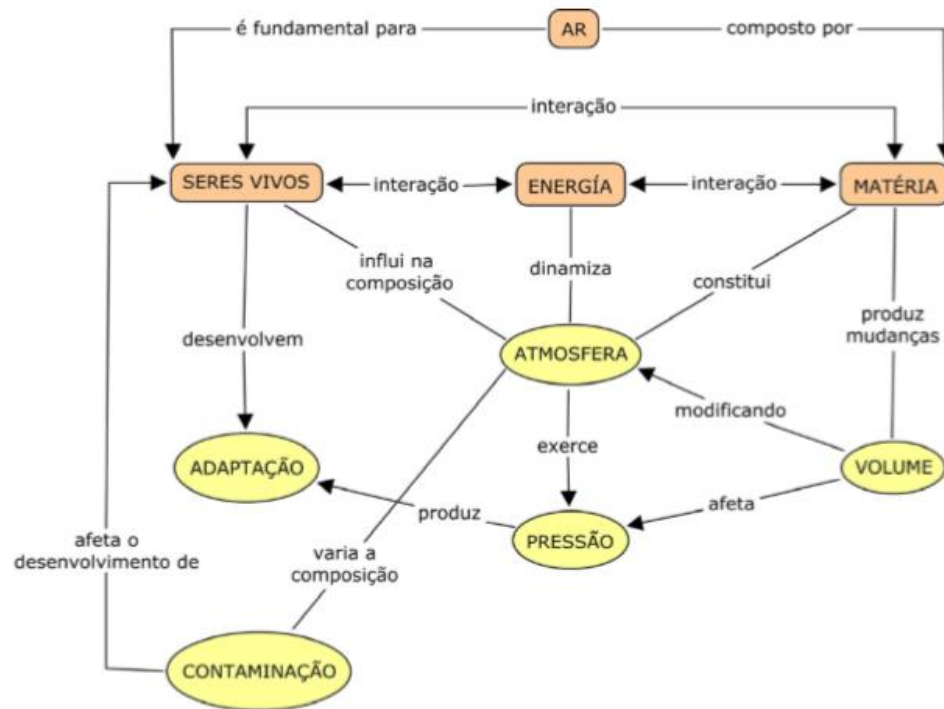 é fundamental para
AR
composto por
interação
SERES VIVOS
interação
ENERGÍA
interação
MATÉRIA
influi na
composição
dinamiza
constitui
produz
mudanças
desenvolvem
ATMOSFERA
modificando
exerce
ADAPTAÇÃO
VOLUME
produz
afeta
PRESSÃO
afeta o
desenvolvimento de
varia a
composição
CONTAMINAÇÃO